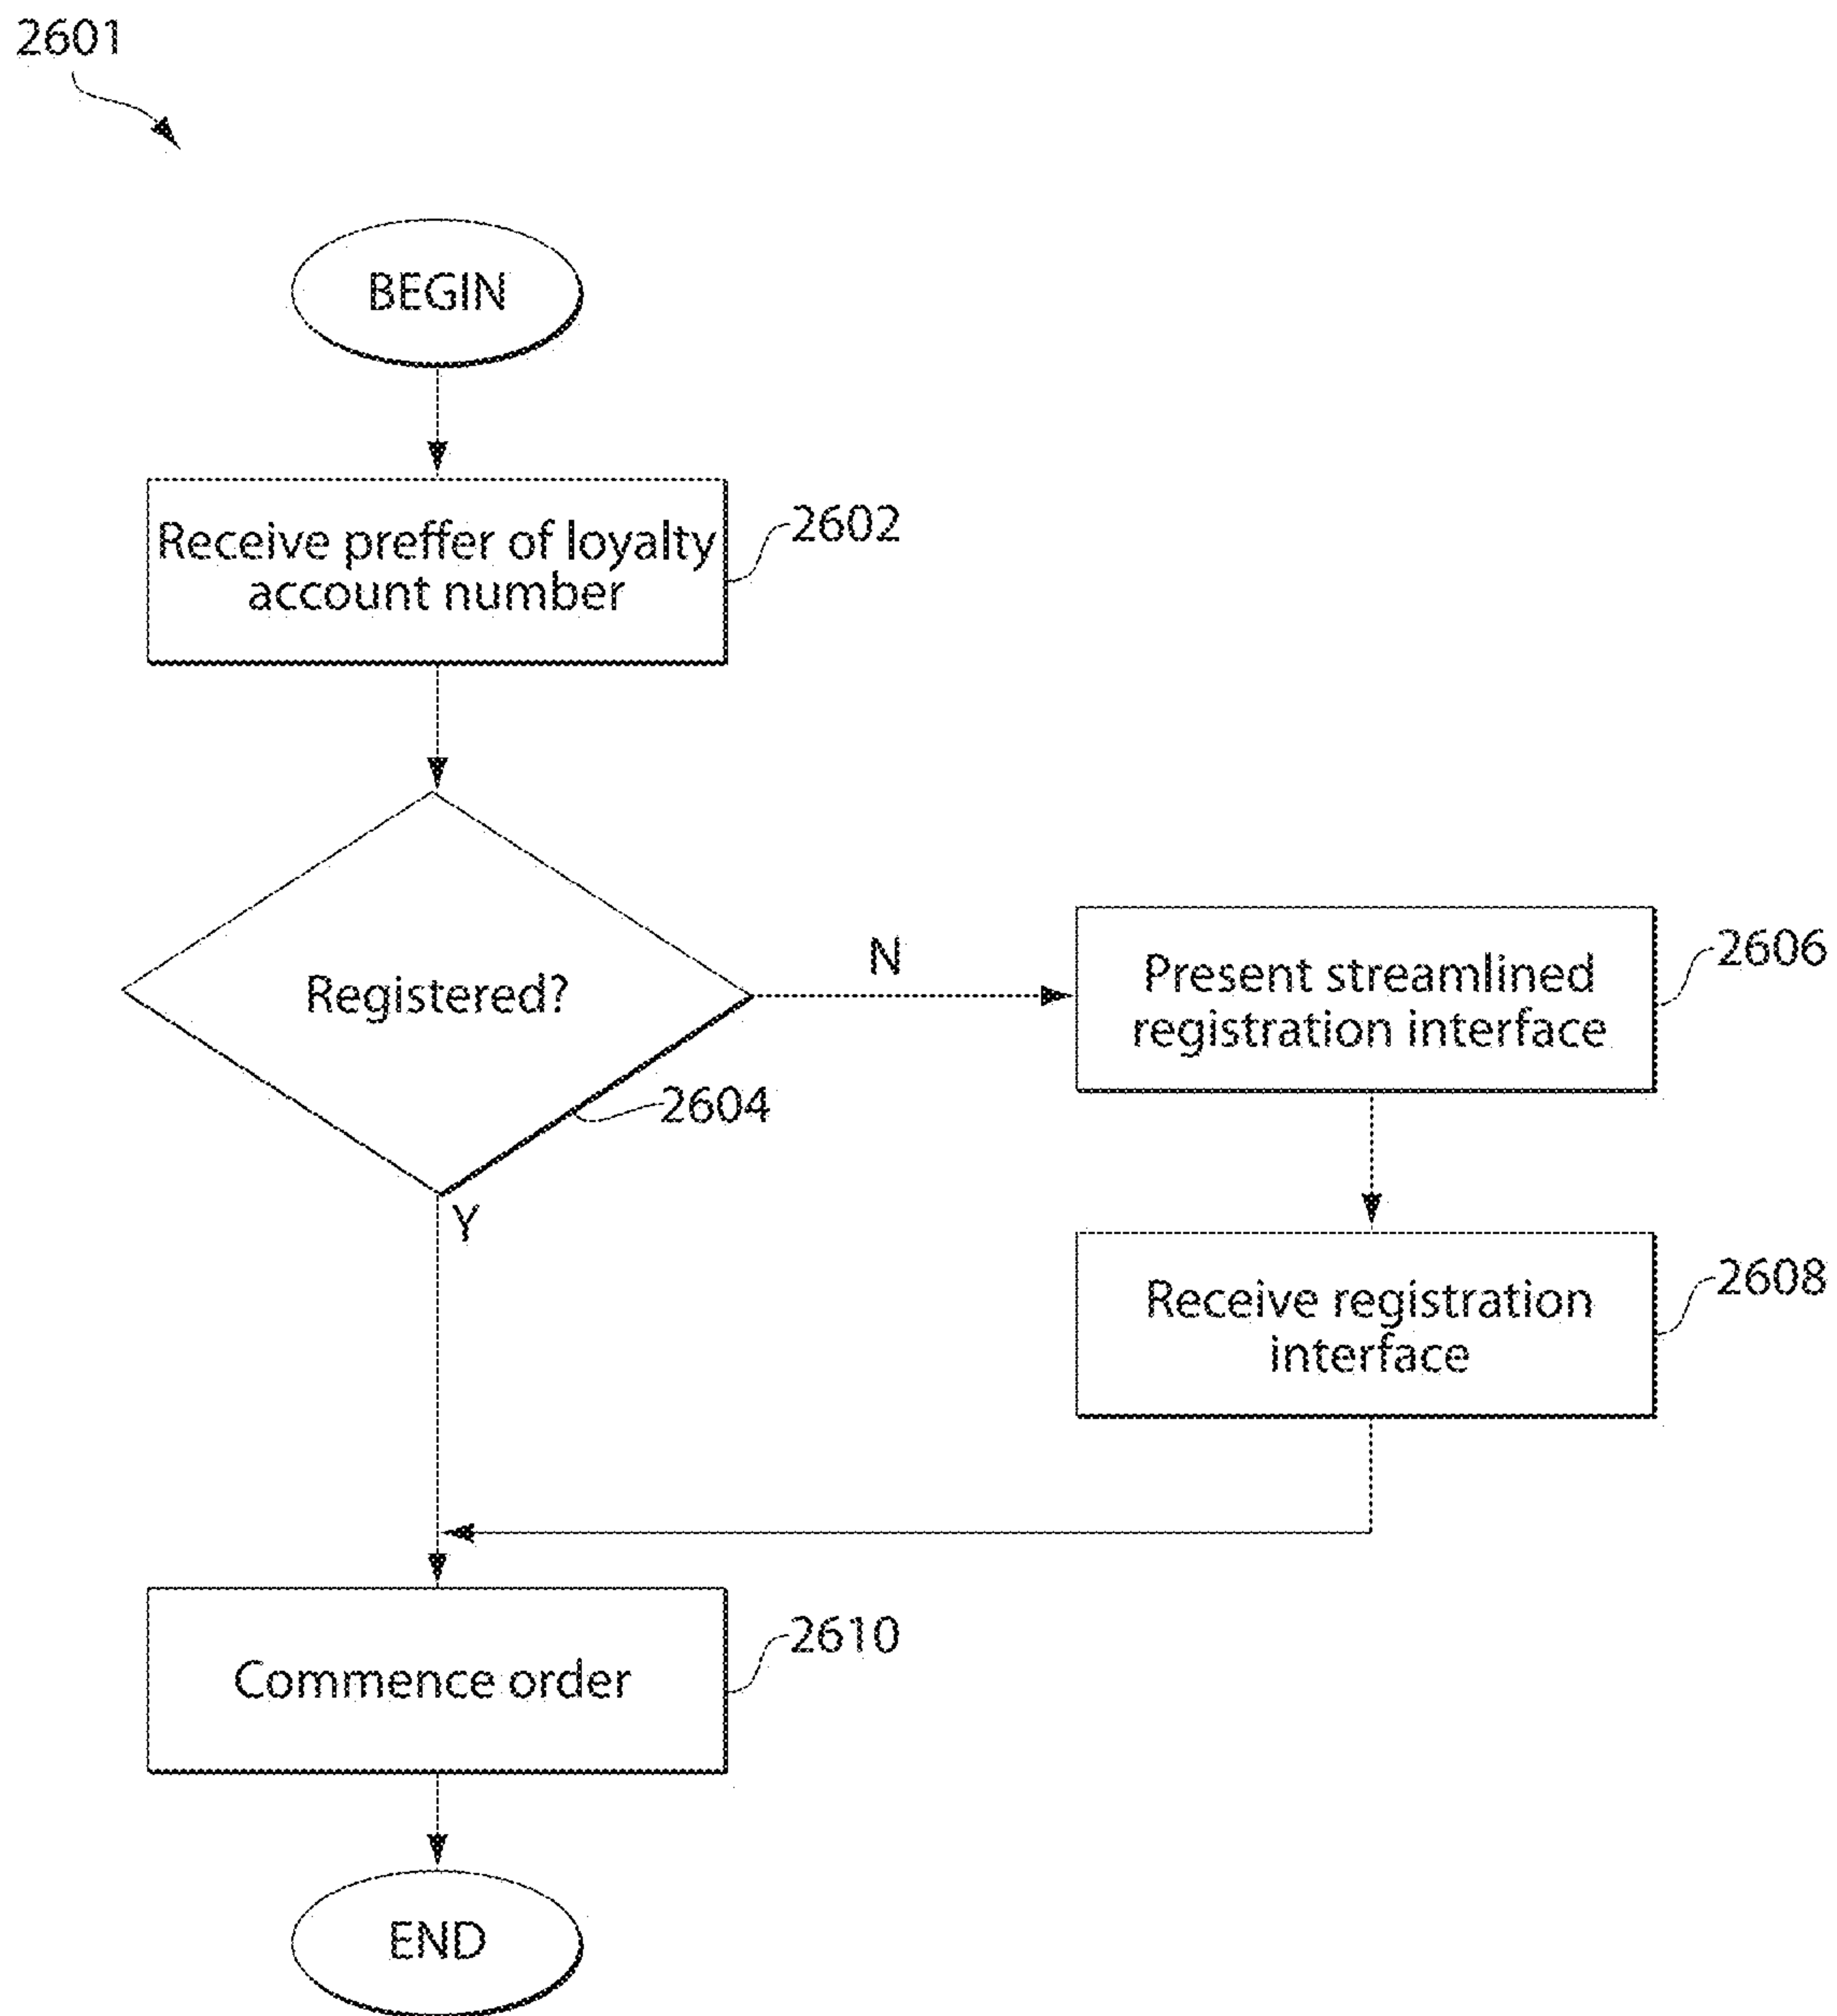 2601
BEGIN
Receive preffer of loyalty
account number
2602
Registered?
2604
N
Y
Present streamlined
registration interface
2606
Receive registration
interface
2608
Commence order
2610
END